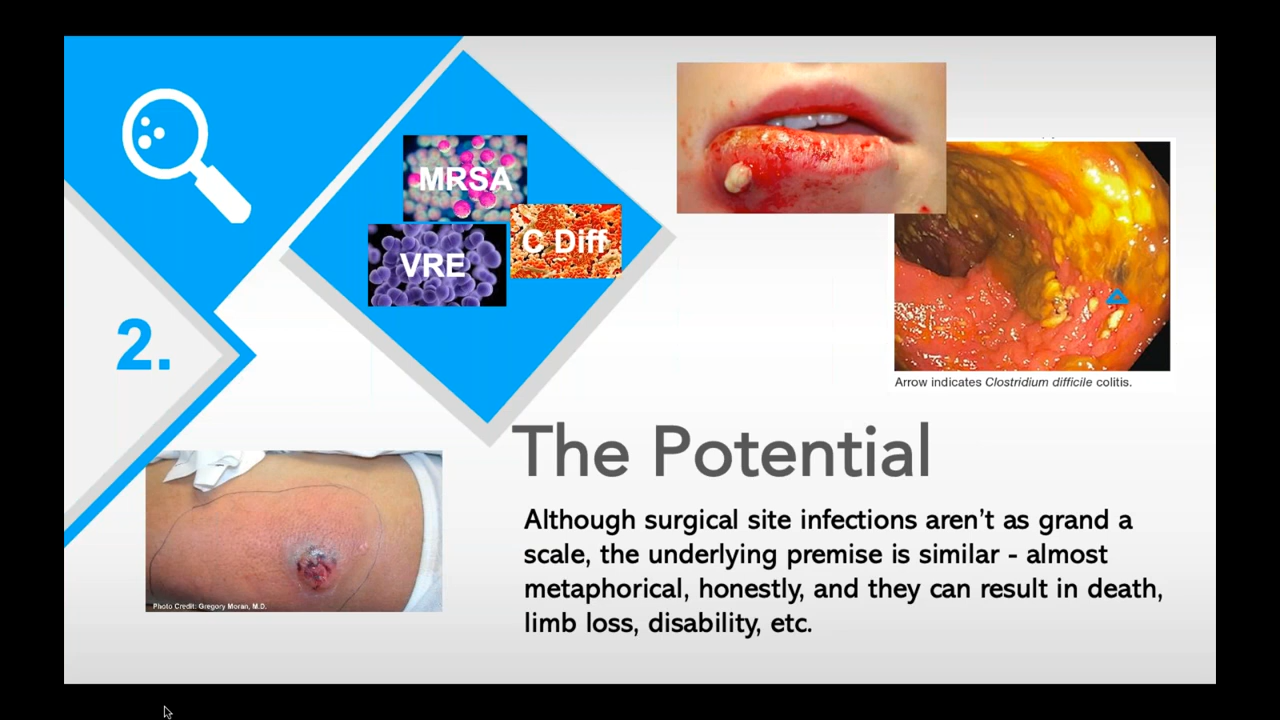 MRSA
C Diff
VRE
2.
Arrow indicates Clostridium difficile colitis.
The Potential
Although surgical site infections aren't as grand a
scale, the underlying premise is similar - almost
metaphorical, honestly, and they can result in death,
limb loss, disability, etc.
Photo Credit: Gregory Moran, M.D.